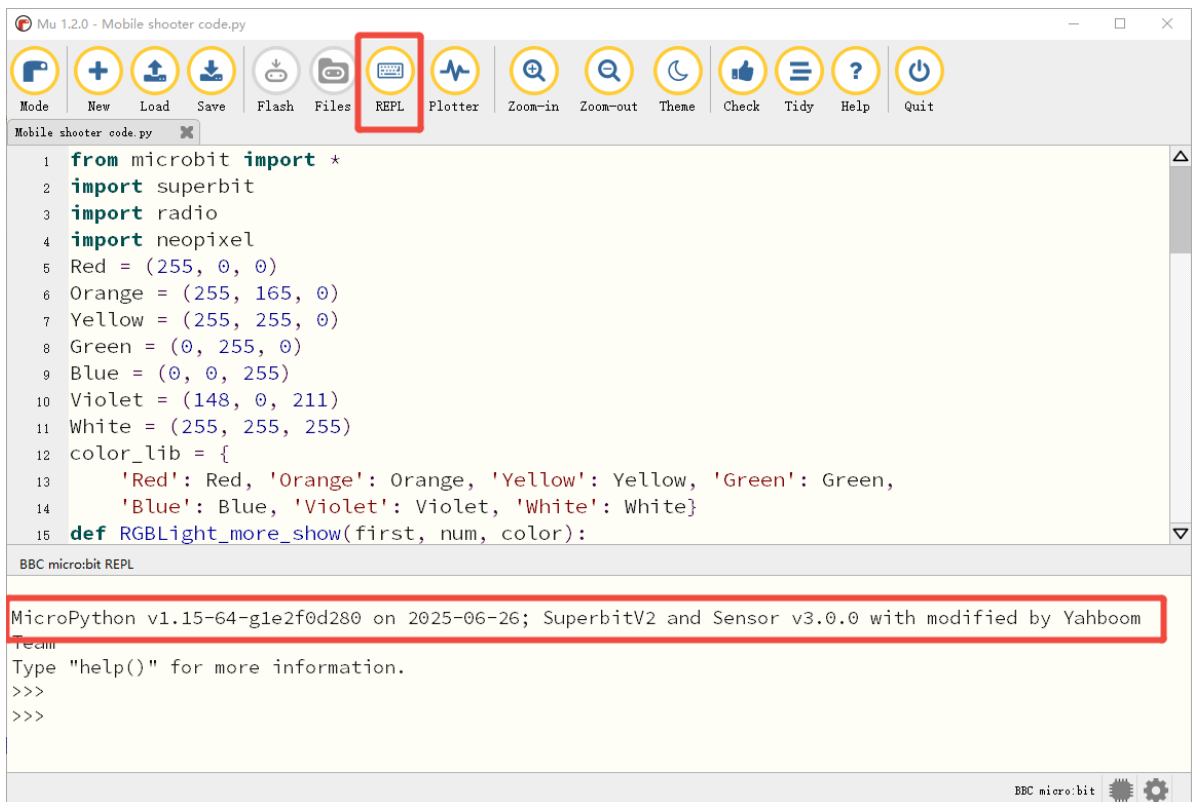 Mu 1.2.0 - Mobile shooter code.py
Mode New Load Save Flash Files REPL Plotter Zoom-in Zoom-out Theme Check Tidy Help Quit
Mobile shooter code.py
1 from microbit import *
2 import superbit
3 import radio
4 import neopixel
5 Red = (255, 0, 0)
6 Orange = (255, 165, 0)
7 Yellow = (255, 255, 0)
8 Green = (0, 255, 0)
9 Blue = (0, 0, 255)
10 Violet = (148, 0, 211)
11 White = (255, 255, 255)
12 color_lib = {
13     'Red': Red, 'Orange': Orange, 'Yellow': Yellow, 'Green': Green,
14     'Blue': Blue, 'Violet': Violet, 'White': White}
15 def RGBLight_more_show(first, num, color):
BBC micro:bit REPL
MicroPython v1.15-64-g1e2f0d280 on 2025-06-26; SuperbitV2 and Sensor v3.0.0 with modified by Yahboom
Team
Type "help()" for more information.
>>>
>>>
BBC micro:bit